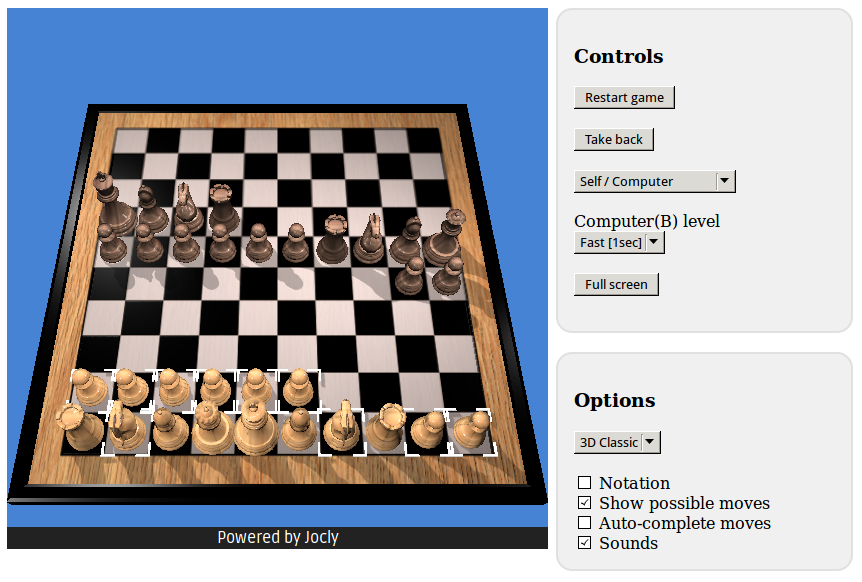 Controls
Restart game
Take back
Self / Computer
Computer(B) level
Fast [1sec]
Full screen
Options
3D Classic
Notation
Show possible moves
Auto-complete moves
Sounds
Powered by Jocly